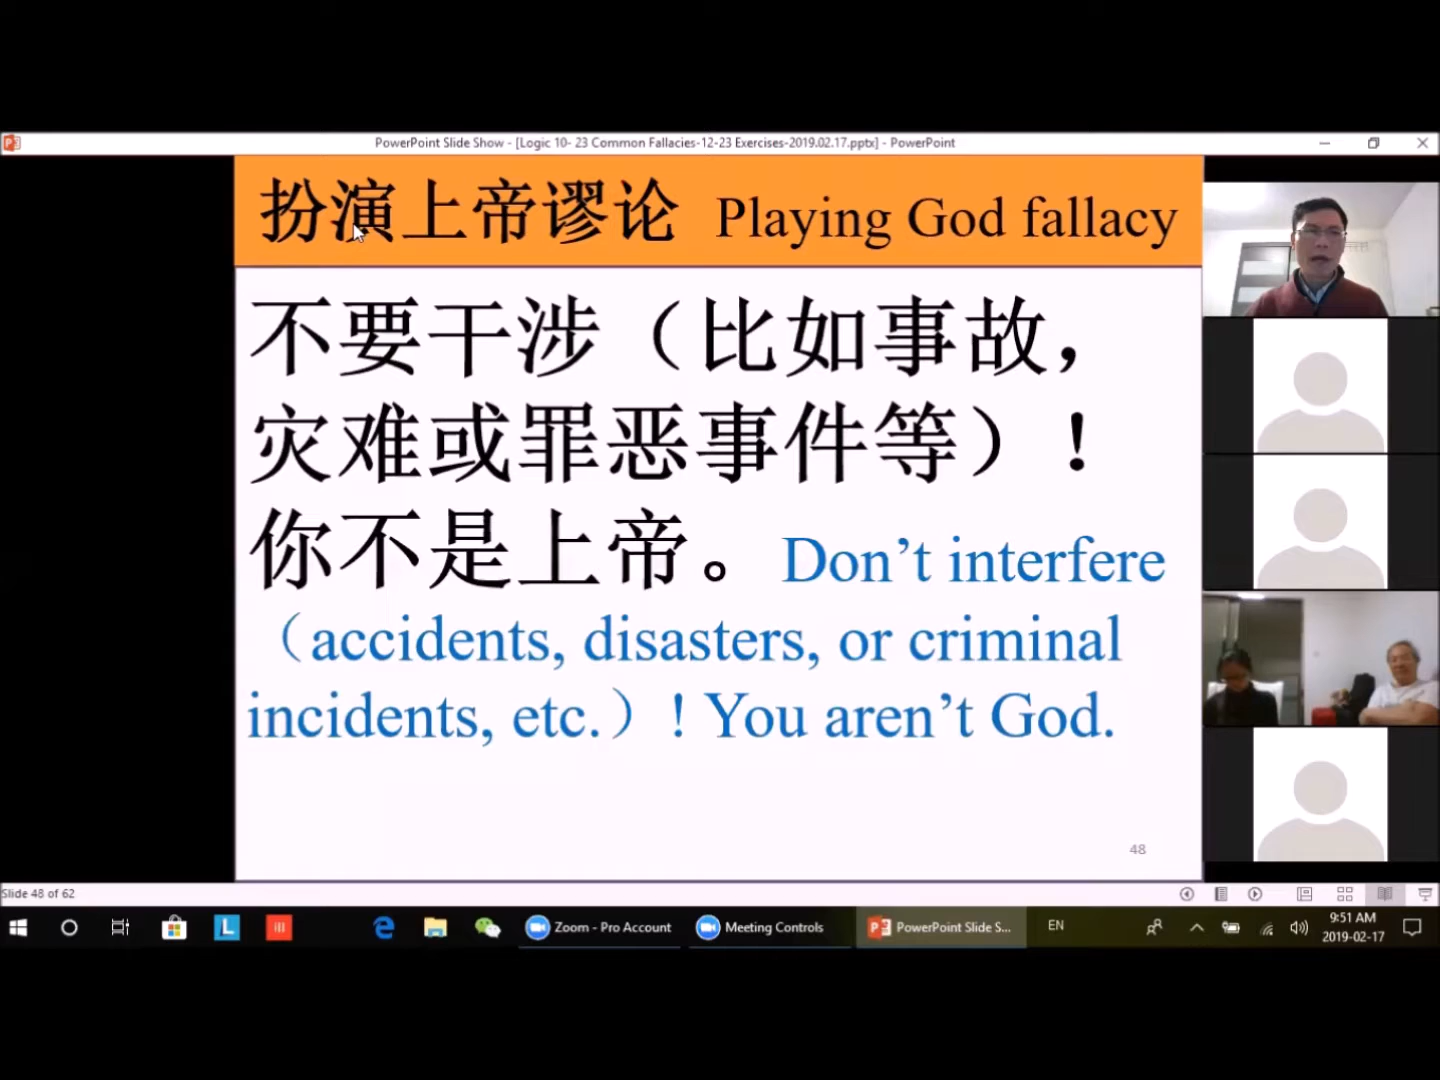 PowerPoint Slide Show - [Logic 10- 23 Common Fallacies-12-23 Exercises-2019.02.17.pptx] - PowerPoint
扮演上帝谬论 Playing God fallacy
不要干涉（比如事故，
灾难或罪恶事件等）！
你不是上帝。Don’t interfere
（accidents, disasters, or criminal
incidents, etc.）！You aren’t God.
48
Slide 48 of 62
Zoom - Pro Account
Meeting Controls
PowerPoint Slide S...
EN
9:51 AM
2019-02-17